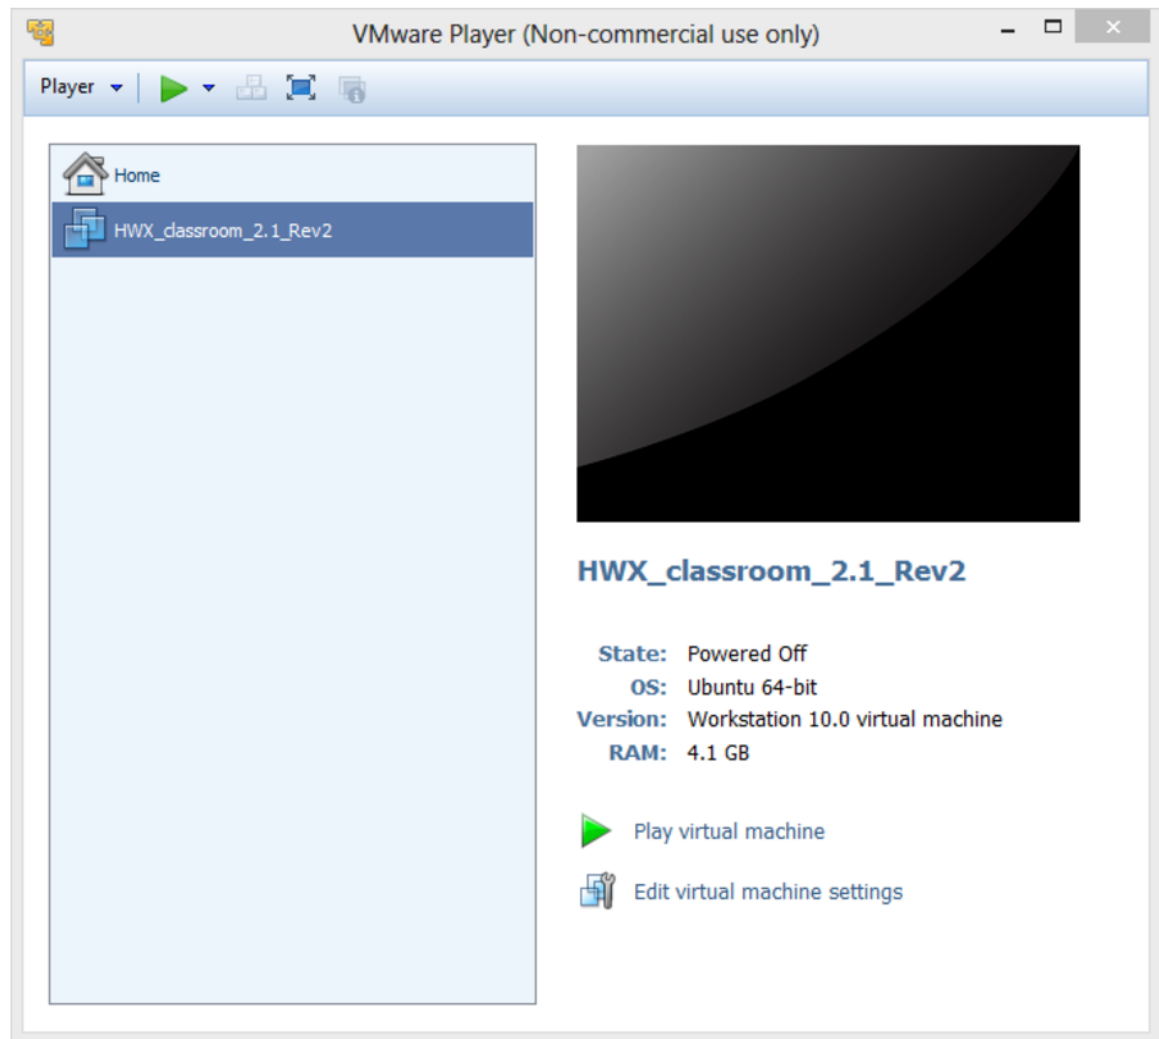 VMware Player (Non-commercial use only)
Player
Home
HWX_classroom_2.1_Rev2
HWX_classroom_2.1_Rev2
State: Powered Off
OS: Ubuntu 64-bit
Version: Workstation 10.0 virtual machine
RAM: 4.1 GB
Play virtual machine
Edit virtual machine settings